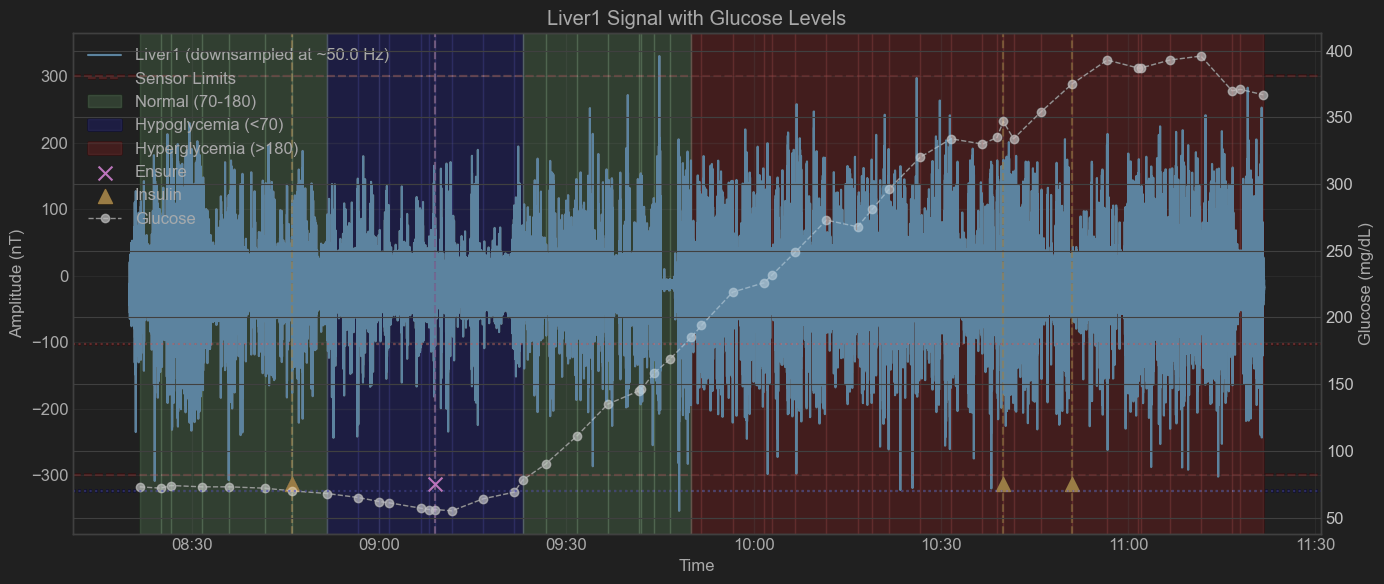 Liver1 Signal with Glucose Levels
Liver1 (downsampled at ~50.0 Hz)
Sensor Limits
Normal (70-180)
Hypoglycemia (<70)
Hyperglycemia (>180)
Ensure
Insulin
Glucose
Amplitude (nT)
300
200
100
0
−100
−200
−300
Glucose (mg/dL)
400
350
300
250
200
150
100
50
08:30 09:00 09:30 10:00 10:30 11:00 11:30
Time